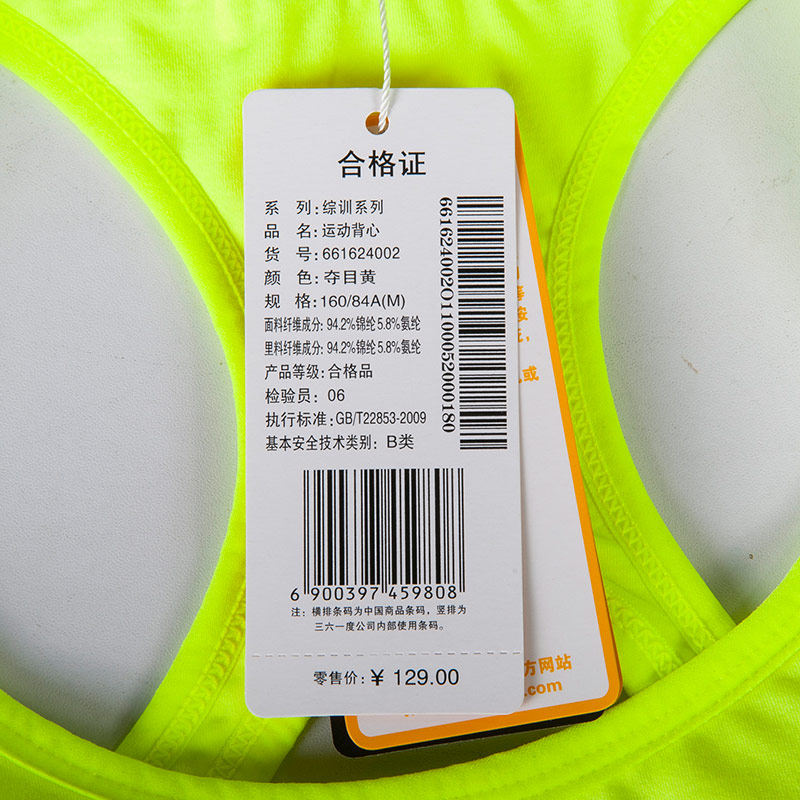 合格证
系 列:综训系列
品 名:运动背心
货 号:661624002
颜 色:夺目黄
规 格:160/84A(M)
面料纤维成分: 94.2%锦纶5.8%氨纶
里料纤维成分: 94.2%锦纶5.8%氨纶
产品等级:合格品
检验员: 06
执行标准:GB/T22853-2009
基本安全技术类别: B类
66162400201100052000180
6 900397 459808
注: 横排条码为中国商品条码，竖排为
三六一度公司内部使用条码。
零售价:￥ 129.00
或
方网站
.com